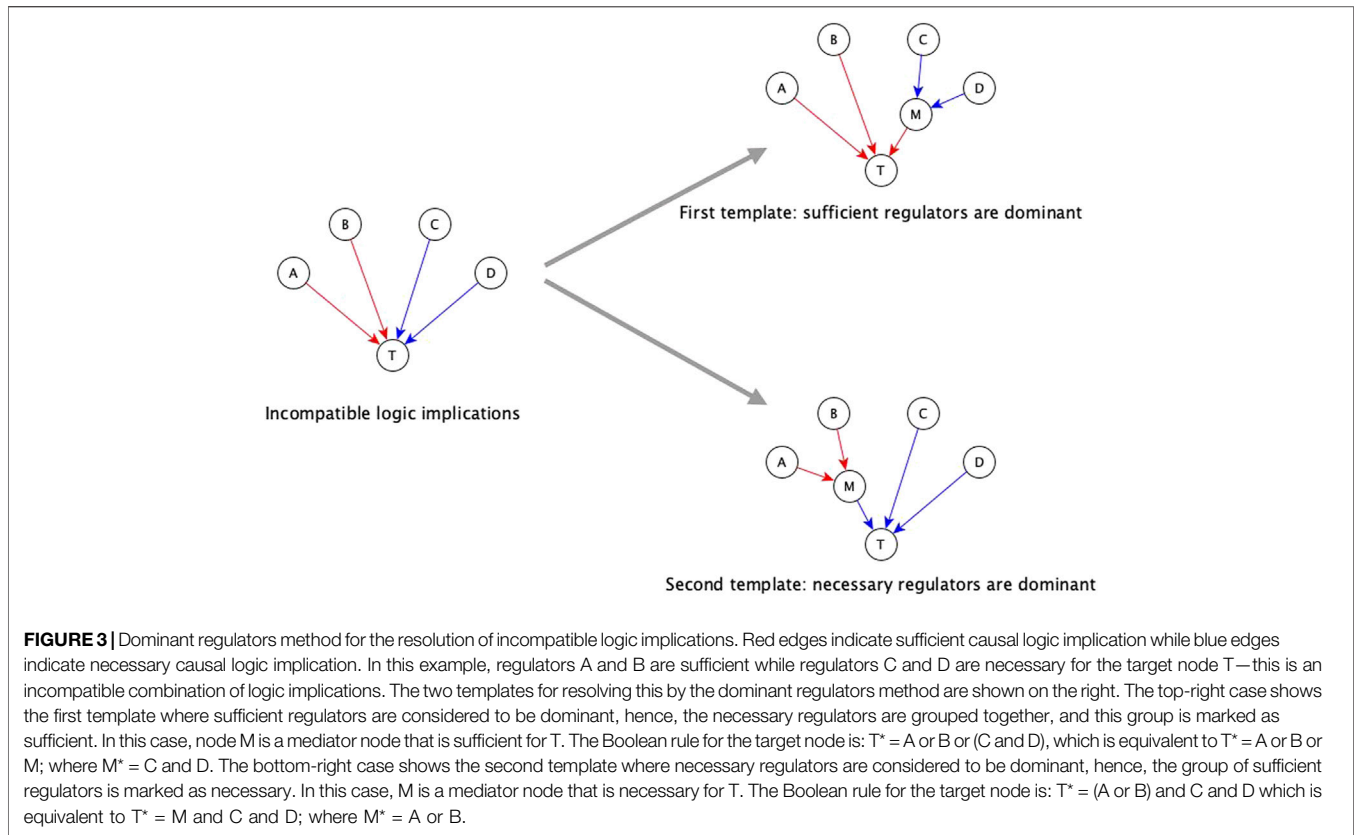 B
C
A
D
M
T
First template: sufficient regulators are dominant
B
C
A
D
T
Incompatible logic implications
B
C
A
D
M
T
Second template: necessary regulators are dominant
FIGURE 3 | Dominant regulators method for the resolution of incompatible logic implications. Red edges indicate sufficient causal logic implication while blue edges
indicate necessary causal logic implication. In this example, regulators A and B are sufficient while regulators C and D are necessary for the target node T—this is an
incompatible combination of logic implications. The two templates for resolving this by the dominant regulators method are shown on the right. The top-right case shows
the first template where sufficient regulators are considered to be dominant, hence, the necessary regulators are grouped together, and this group is marked as
sufficient. In this case, node M is a mediator node that is sufficient for T. The Boolean rule for the target node is: T* = A or B or (C and D), which is equivalent to T* = A or B or
M; where M* = C and D. The bottom-right case shows the second template where necessary regulators are considered to be dominant, hence, the group of sufficient
regulators is marked as necessary. In this case, M is a mediator node that is necessary for T. The Boolean rule for the target node is: T* = (A or B) and C and D which is
equivalent to T* = M and C and D; where M* = A or B.